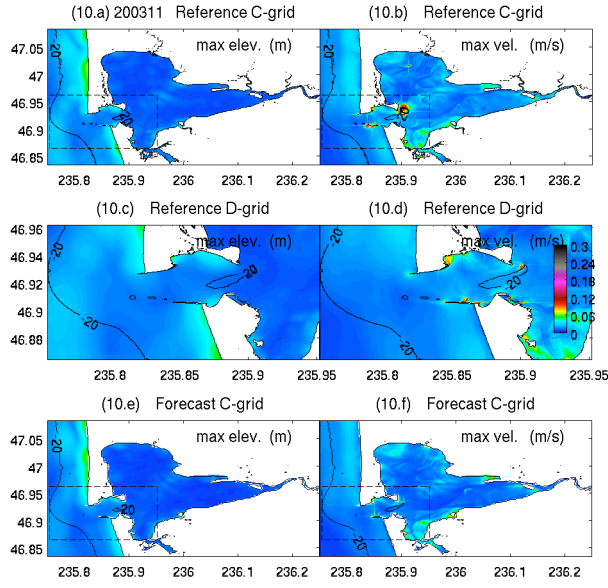 (10.a) 200311 Reference C-grid
(10.b) Reference C-grid
max elev. (m)
max vel. (m/s)
47.05
47
46.95
46.9
46.85
-20
-20
-20
-20
235.8 235.9 236 236.1 236.2
235.8 235.9 236 236.1 236.2
(10.c) Reference D-grid
(10.d) Reference D-grid
max elev. (m)
max vel. (m/s)
46.96
46.94
46.92
46.9
46.88
-20
-20
-20
-20
0.3
0.24
0.18
0.12
0.06
0
235.8 235.85 235.9 235.95
235.8 235.85 235.9 235.95
(10.e) Forecast C-grid
(10.f) Forecast C-grid
max elev. (m)
max vel. (m/s)
47.05
47
46.95
46.9
46.85
-20
-20
-20
235.8 235.9 236 236.1 236.2
235.8 235.9 236 236.1 236.2